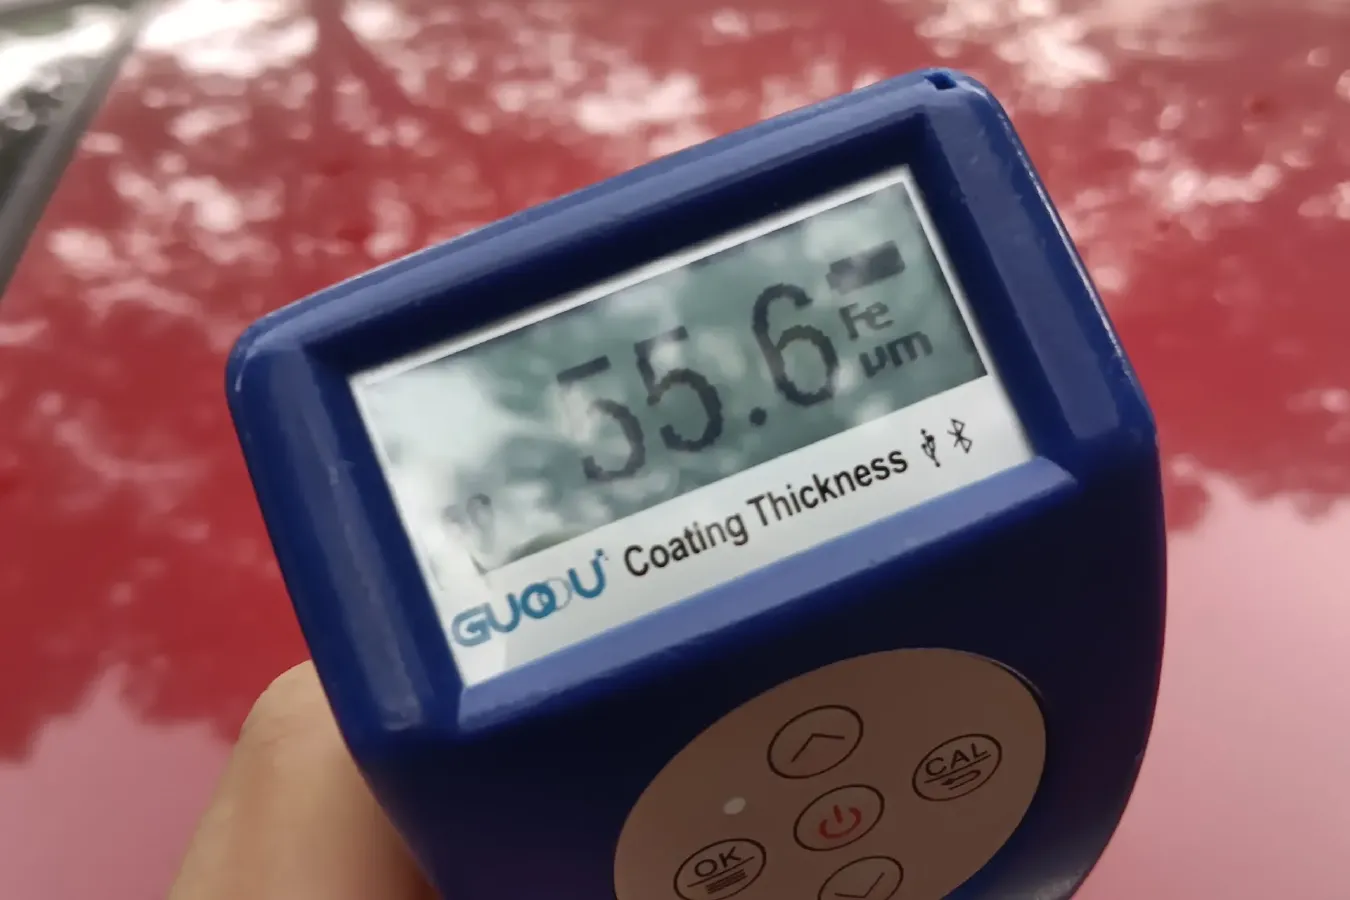 55.6
Fe
um
GUOOU Coating Thickness
CAL
OK